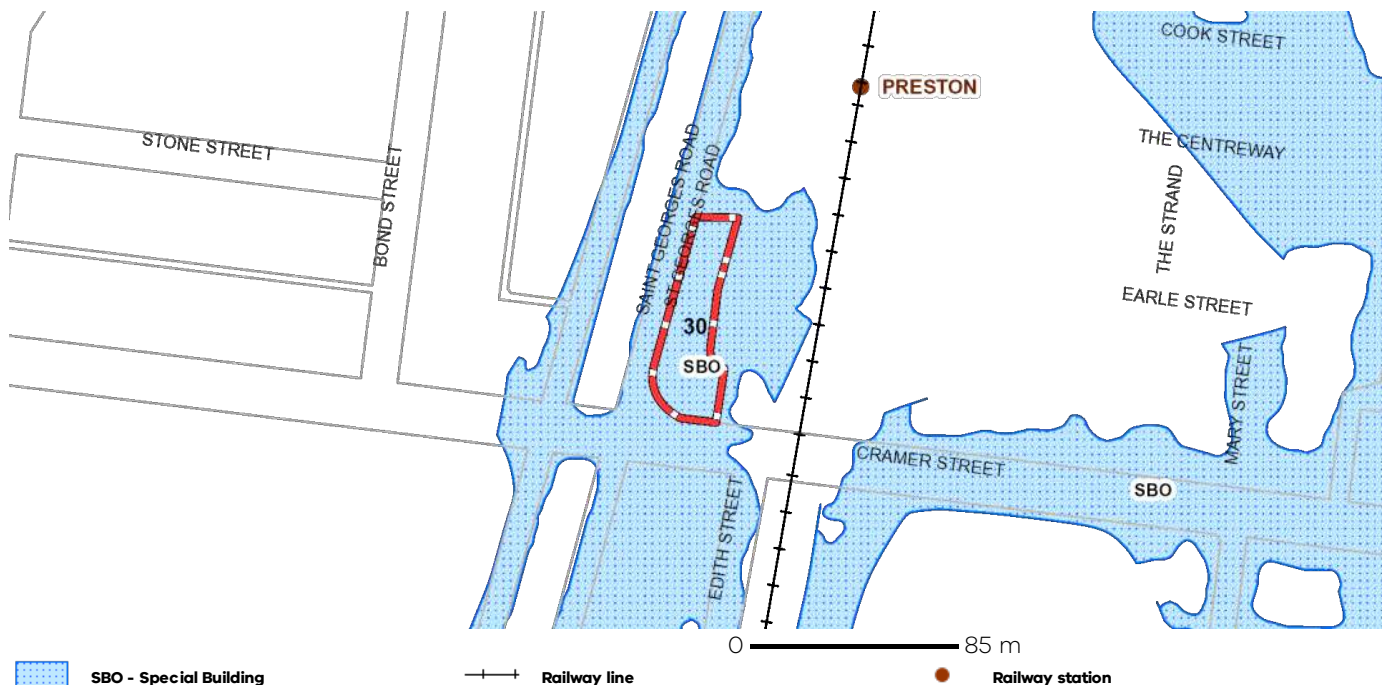 COOK STREET
PRESTON
STONE STREET
THE CENTREWAY
BOND STREET
SAINT GEORGES ROAD
ST GEORGES ROAD
THE STRAND
EARLE STREET
30
SBO
MARY STREET
CRAMER STREET
SBO
EDITH STREET
0 85 m
SBO - Special Building Railway line Railway station